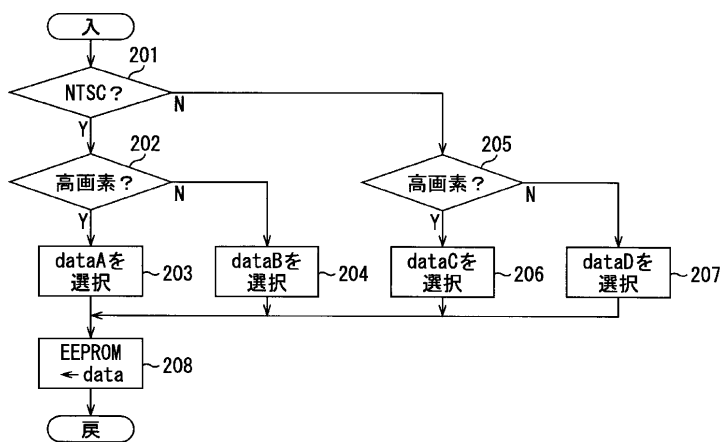 入
201
NTSC？
N
Y
202
高画素？
N
Y
205
高画素？
N
Y
dataAを
選択
203
dataBを
選択
204
dataCを
選択
206
dataDを
選択
207
EEPROM
←data
208
戻